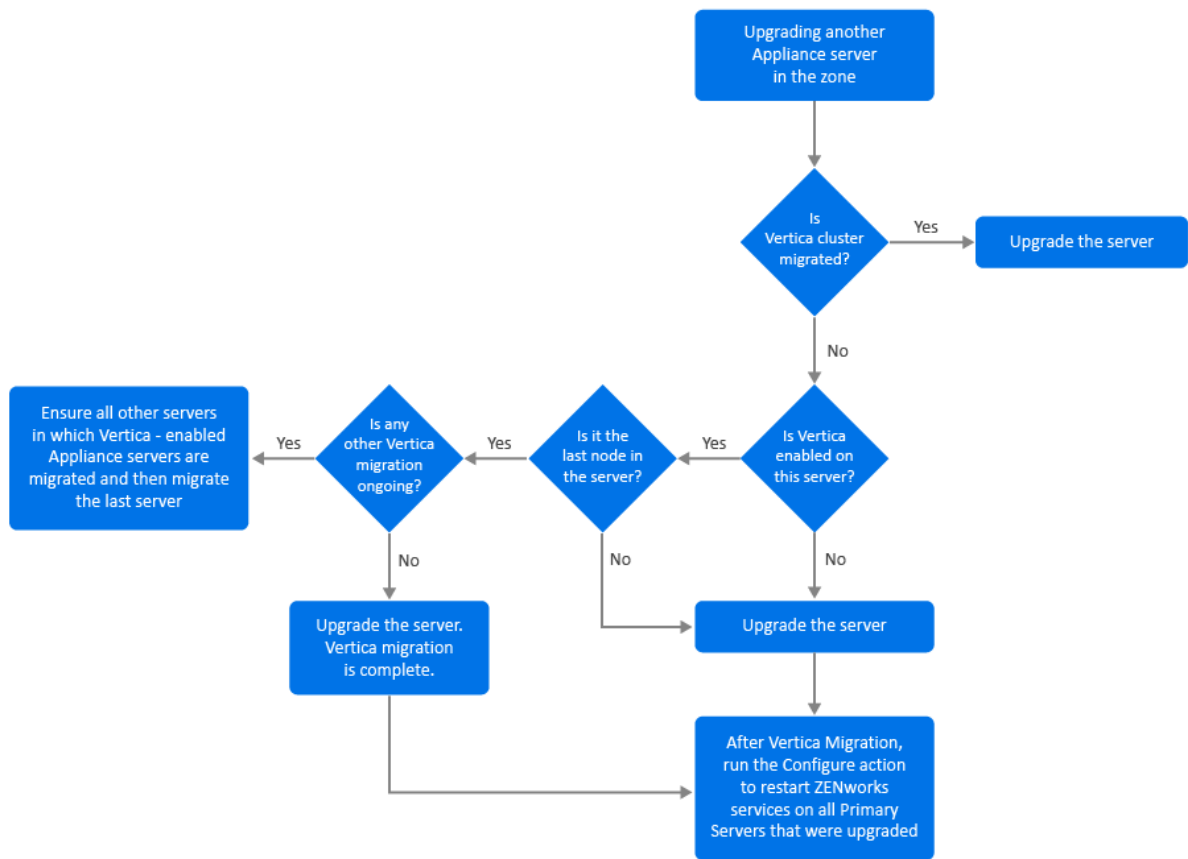 Upgrading another
Appliance server
in the zone
Is
Vertica cluster
migrated?
Yes
Upgrade the server
No
Is Vertica
enabled on
this server?
Yes
Is it the
last node in
the server?
Yes
Is any
other Vertica
migration
ongoing?
Yes
Ensure all other servers
in which Vertica - enabled
Appliance servers are
migrated and then migrate
the last server
No
No
No
Upgrade the server.
Vertica migration
is complete.
Upgrade the server
After Vertica Migration,
run the Configure action
to restart ZENworks
services on all Primary
Servers that were upgraded